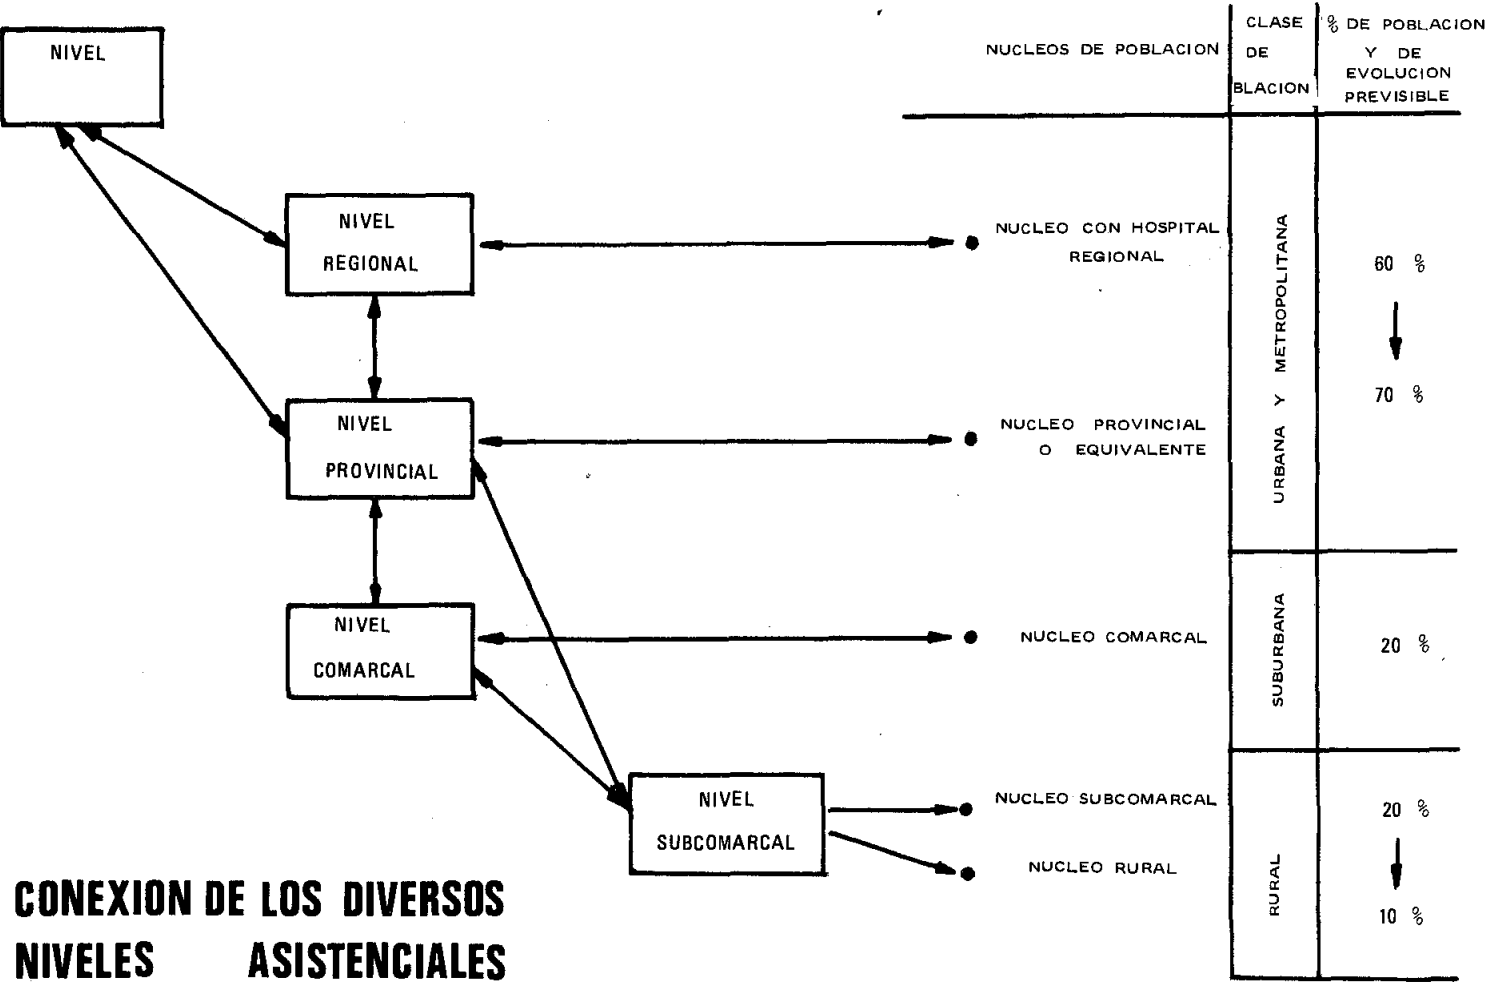 NIVEL
NIVEL
REGIONAL
NIVEL
PROVINCIAL
NIVEL
COMARCAL
NIVEL
SUBCOMARCAL
CONEXION DE LOS DIVERSOS
NIVELES ASISTENCIALES
NUCLEOS DE POBLACION
CLASE
DE
BLACION
% DE POBLACION
Y DE
EVOLUCION
PREVISIBLE
NUCLEO CON HOSPITAL
REGIONAL
NUCLEO PROVINCIAL
O EQUIVALENTE
NUCLEO COMARCAL
NUCLEO SUBCOMARCAL
NUCLEO RURAL
URBANA Y METROPOLITANA
60 %
70 %
SUBURBANA
20 %
RURAL
20 %
10 %